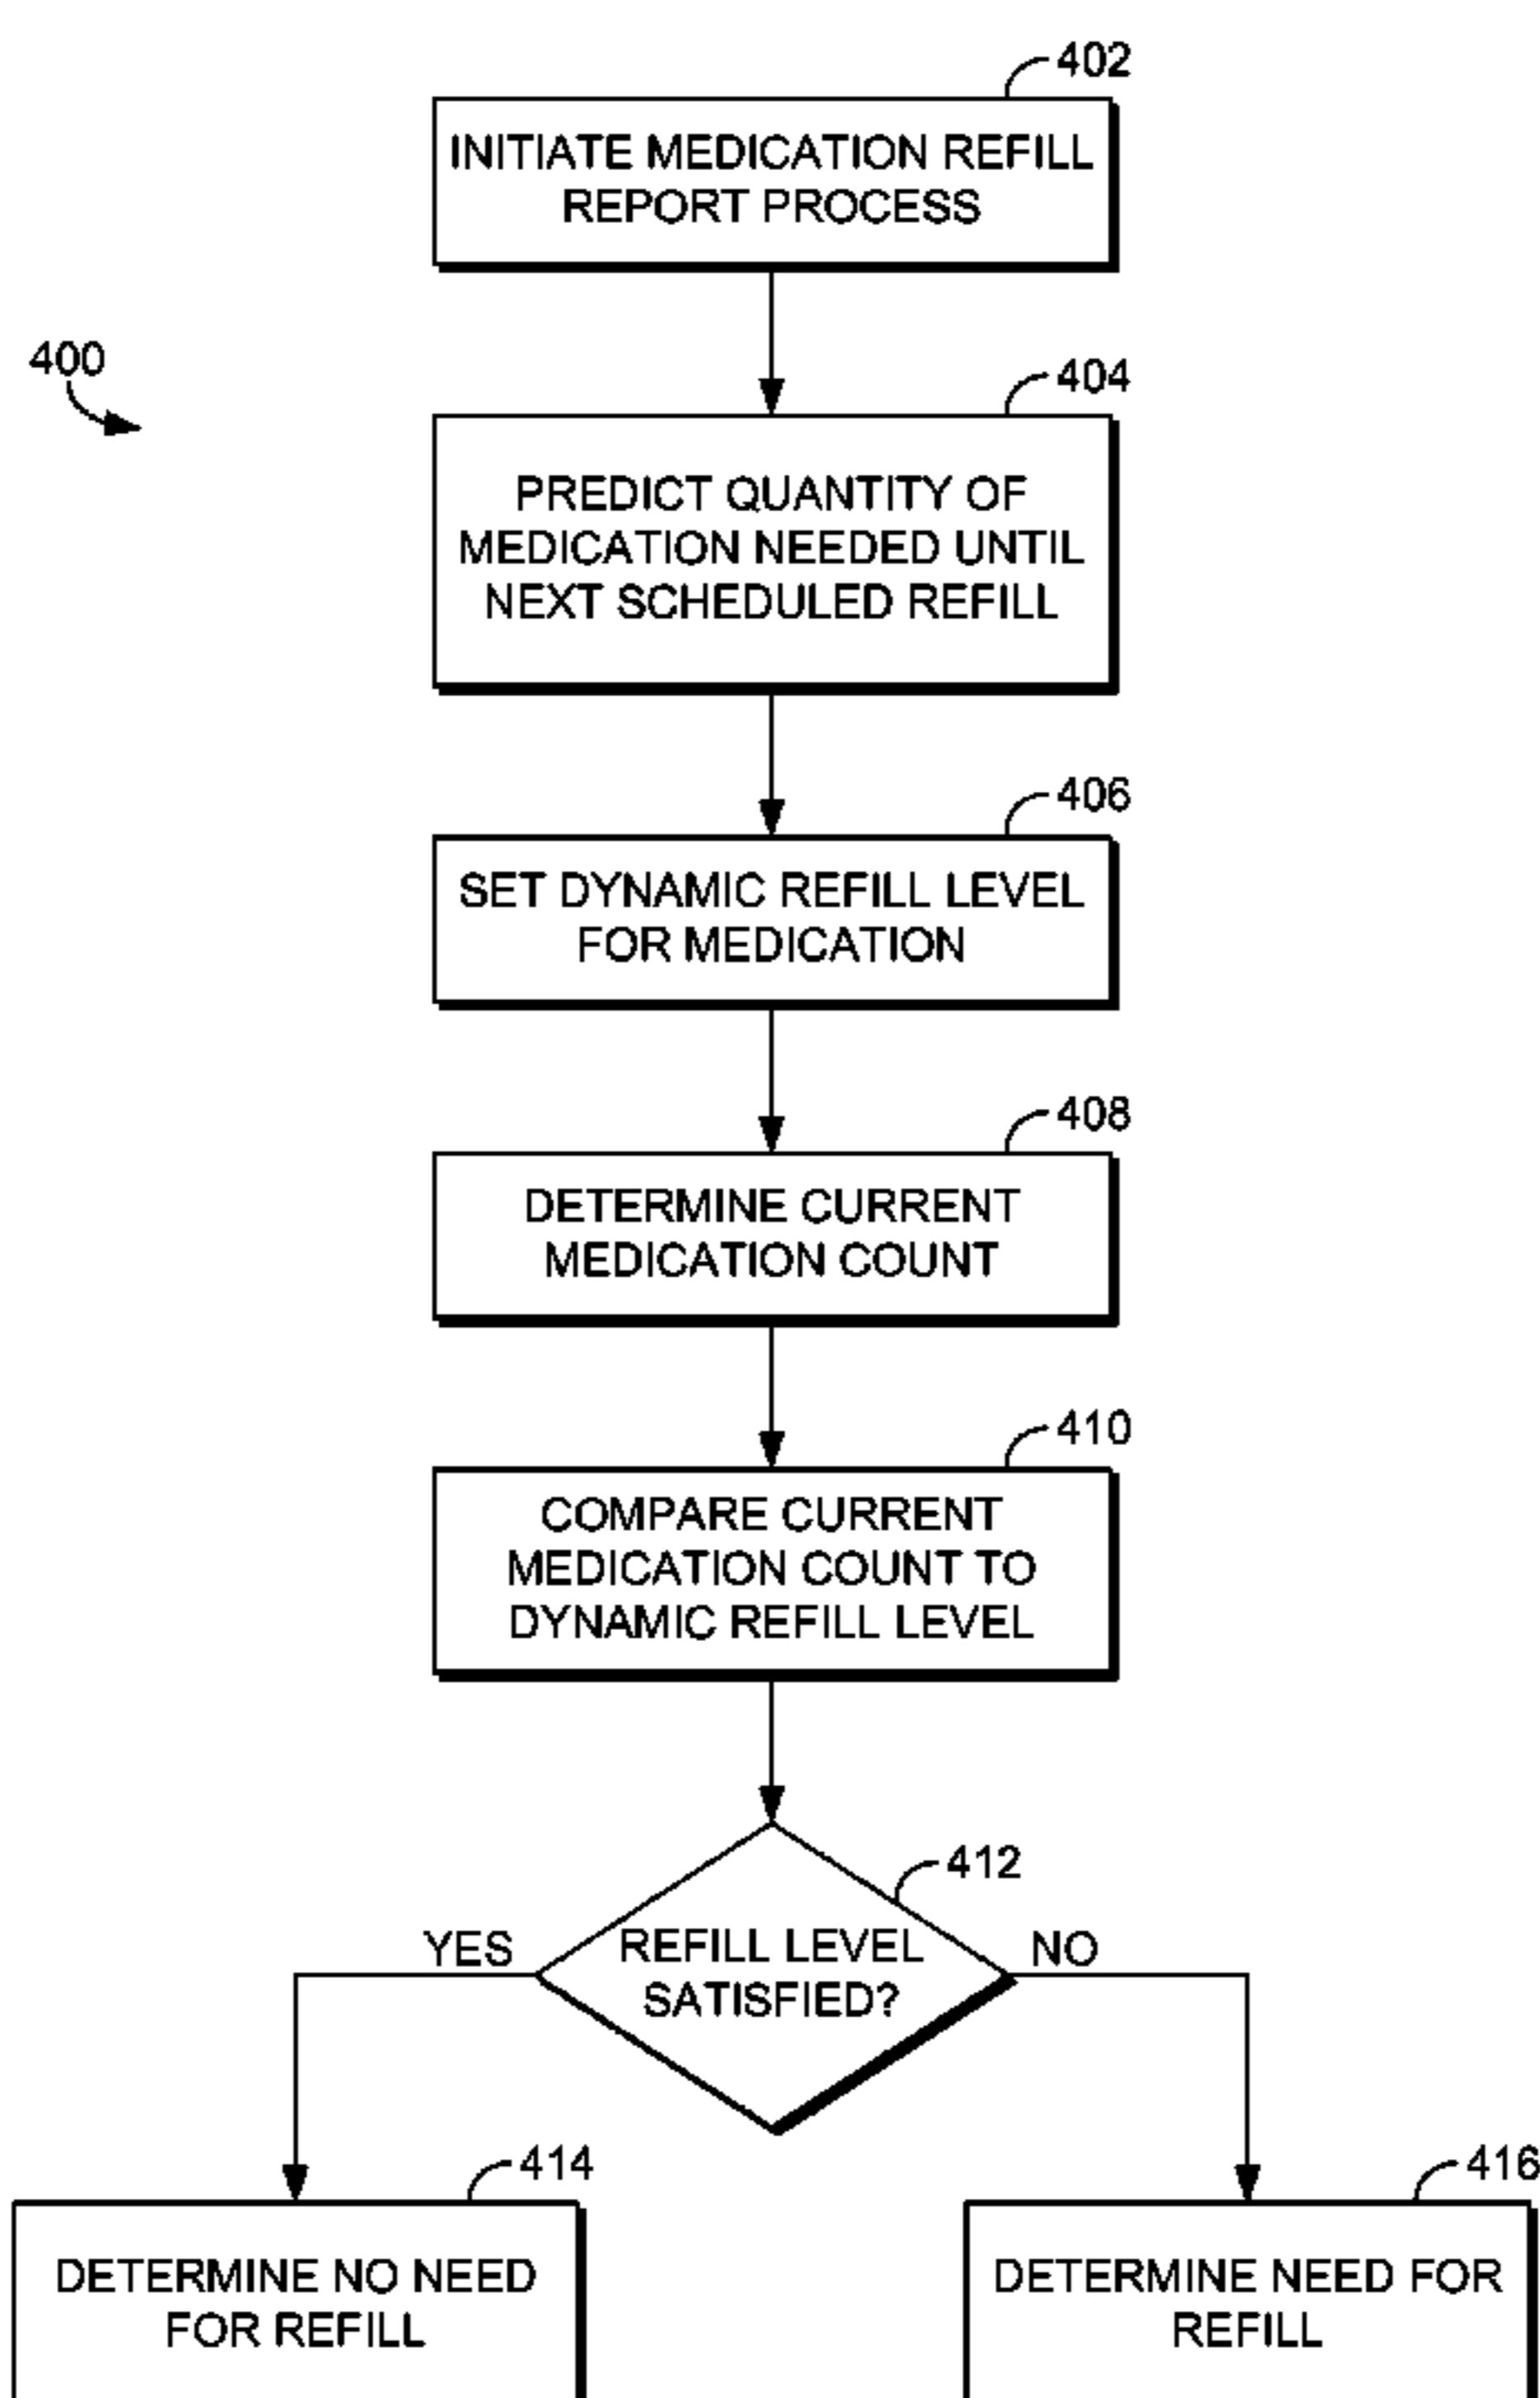 402
INITIATE MEDICATION REFILL
REPORT PROCESS
400
404
PREDICT QUANTITY OF
MEDICATION NEEDED UNTIL
NEXT SCHEDULED REFILL
406
SET DYNAMIC REFILL LEVEL
FOR MEDICATION
408
DETERMINE CURRENT
MEDICATION COUNT
410
COMPARE CURRENT
MEDICATION COUNT TO
DYNAMIC REFILL LEVEL
412
YES
REFILL LEVEL
SATISFIED?
NO
414
DETERMINE NO NEED
FOR REFILL
416
DETERMINE NEED FOR
REFILL